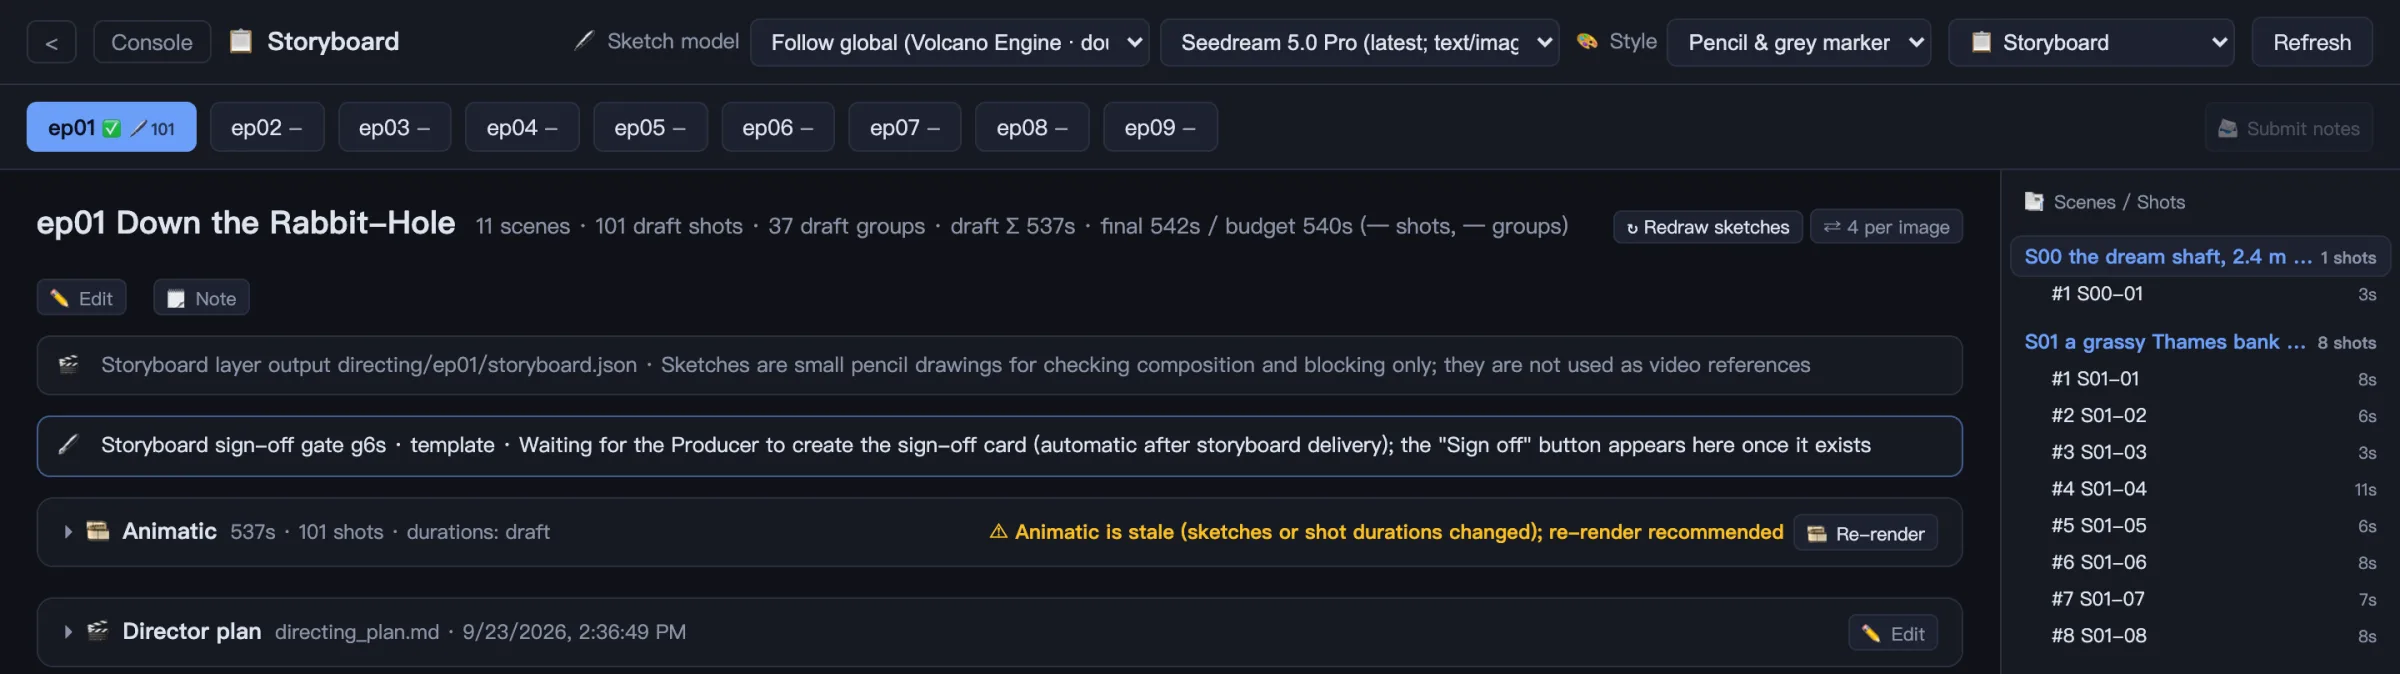 < Console Storyboard Sketch model Follow global (Volcano Engine · dou Seedream 5.0 Pro (latest; text/imag Style Pencil & grey marker Storyboard Refresh
ep01 101 ep02 – ep03 – ep04 – ep05 – ep06 – ep07 – ep08 – ep09 – Submit notes
ep01 Down the Rabbit-Hole 11 scenes · 101 draft shots · 37 draft groups · draft Σ 537s · final 542s / budget 540s (— shots, — groups) ↻ Redraw sketches ⇄ 4 per image
Edit Note
Storyboard layer output directing/ep01/storyboard.json · Sketches are small pencil drawings for checking composition and blocking only; they are not used as video references
Storyboard sign-off gate g6s · template · Waiting for the Producer to create the sign-off card (automatic after storyboard delivery); the "Sign off" button appears here once it exists
Animatic 537s · 101 shots · durations: draft ⚠ Animatic is stale (sketches or shot durations changed); re-render recommended Re-render
Director plan directing_plan.md · 9/23/2026, 2:36:49 PM Edit
Scenes / Shots
S00 the dream shaft, 2.4 m ... 1 shots
#1 S00-01 3s
S01 a grassy Thames bank ... 8 shots
#1 S01-01 8s
#2 S01-02 6s
#3 S01-03 3s
#4 S01-04 11s
#5 S01-05 6s
#6 S01-06 8s
#7 S01-07 7s
#8 S01-08 8s